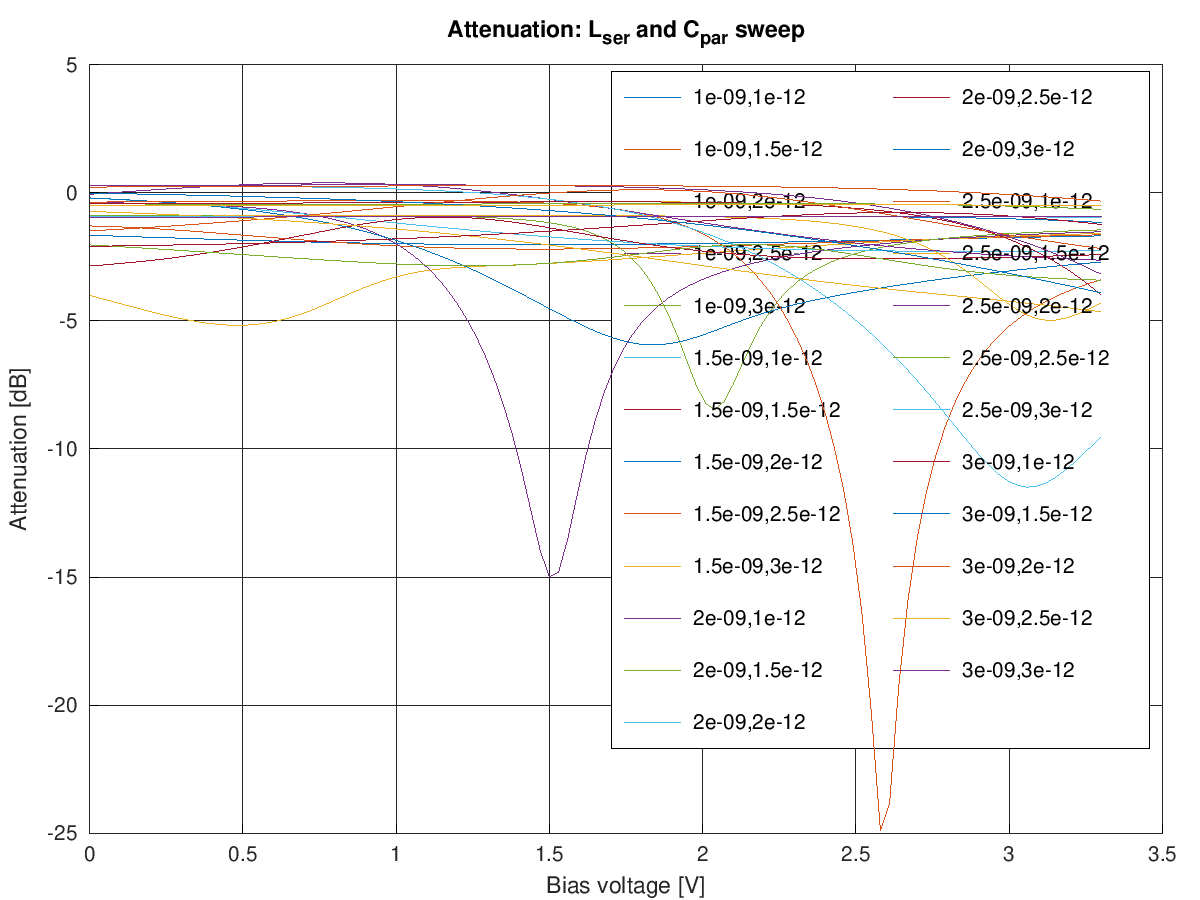 Attenuation: Lser and Cpar sweep
5
0
-5
-10
-15
-20
-25
Attenuation [dB]
1e-09,1e-12
1e-09,1.5e-12
1e-09,2e-12
1e-09,2.5e-12
1e-09,3e-12
1.5e-09,1e-12
1.5e-09,1.5e-12
1.5e-09,2e-12
1.5e-09,2.5e-12
1.5e-09,3e-12
2e-09,1e-12
2e-09,1.5e-12
2e-09,2e-12
2e-09,2.5e-12
2e-09,3e-12
2.5e-09,1e-12
2.5e-09,1.5e-12
2.5e-09,2e-12
2.5e-09,2.5e-12
2.5e-09,3e-12
3e-09,1e-12
3e-09,1.5e-12
3e-09,2e-12
3e-09,2.5e-12
3e-09,3e-12
0 0.5 1 1.5 2 2.5 3 3.5
Bias voltage [V]